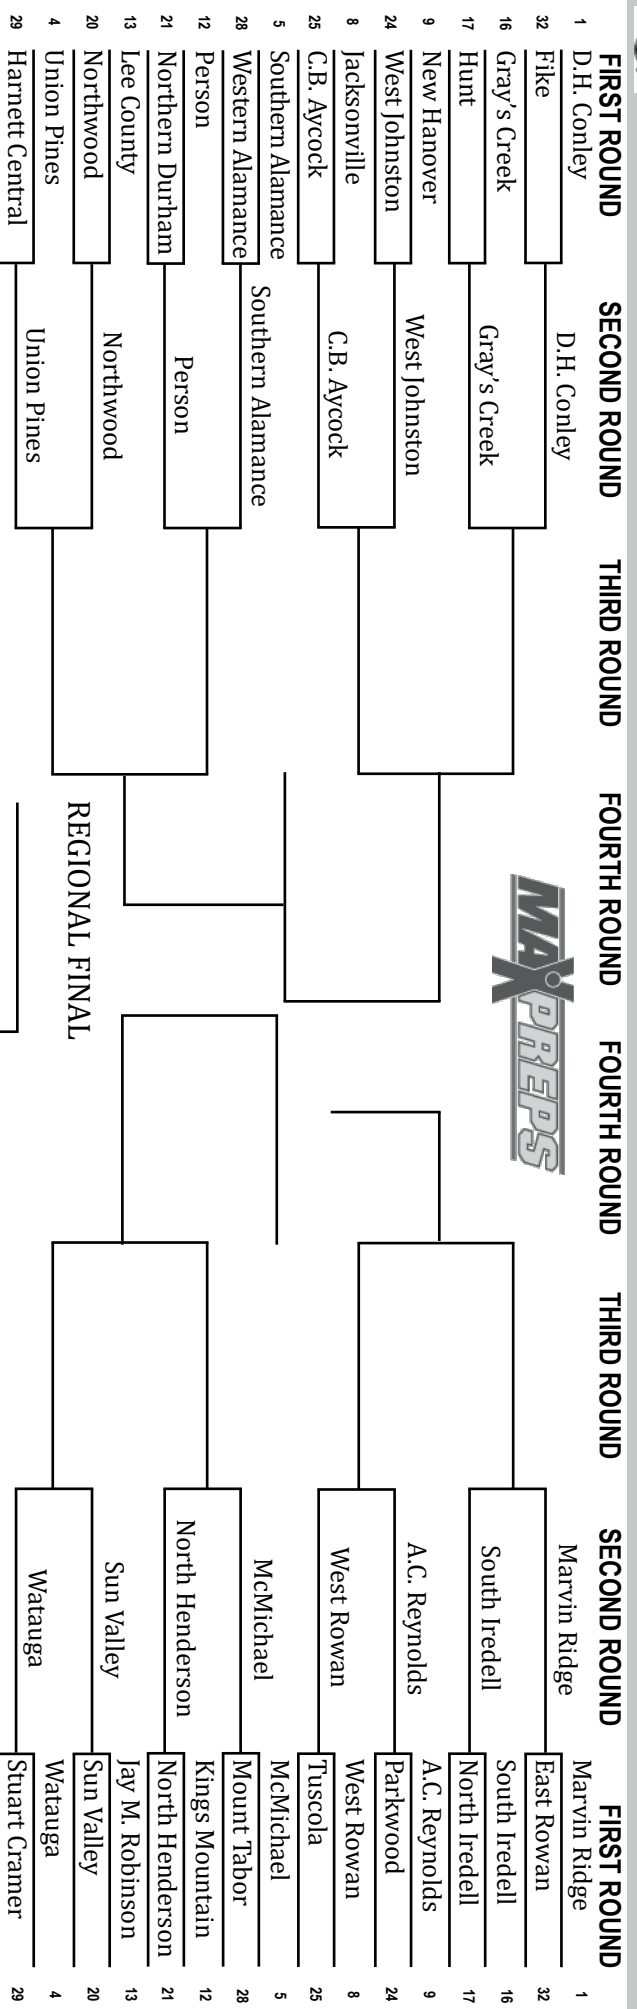 FIRST ROUND
SECOND ROUND
THIRD ROUND
FOURTH ROUND
FOURTH ROUND
THIRD ROUND
SECOND ROUND
FIRST ROUND
1 D.H. Conley
32 Fike
16 Gray's Creek
17 Hunt
9 New Hanover
24 West Johnston
8 Jacksonville
25 C.B. Aycock
5 Southern Alamance
28 Western Alamance
12 Person
21 Northern Durham
13 Lee County
20 Northwood
4 Union Pines
29 Harnett Central
D.H. Conley
Gray's Creek
West Johnston
C.B. Aycock
Southern Alamance
Person
Northwood
Union Pines
MAXPREPS
REGIONAL FINAL
Marvin Ridge
South Iredell
A.C. Reynolds
West Rowan
McMichael
North Henderson
Sun Valley
Watauga
Marvin Ridge 1
East Rowan 32
South Iredell 16
North Iredell 17
A.C. Reynolds 9
Parkwood 24
West Rowan 8
Tuscola 25
McMichael 5
Mount Tabor 28
Kings Mountain 12
North Henderson 21
Jay M. Robinson 13
Sun Valley 20
Watauga 4
Stuart Cramer 29